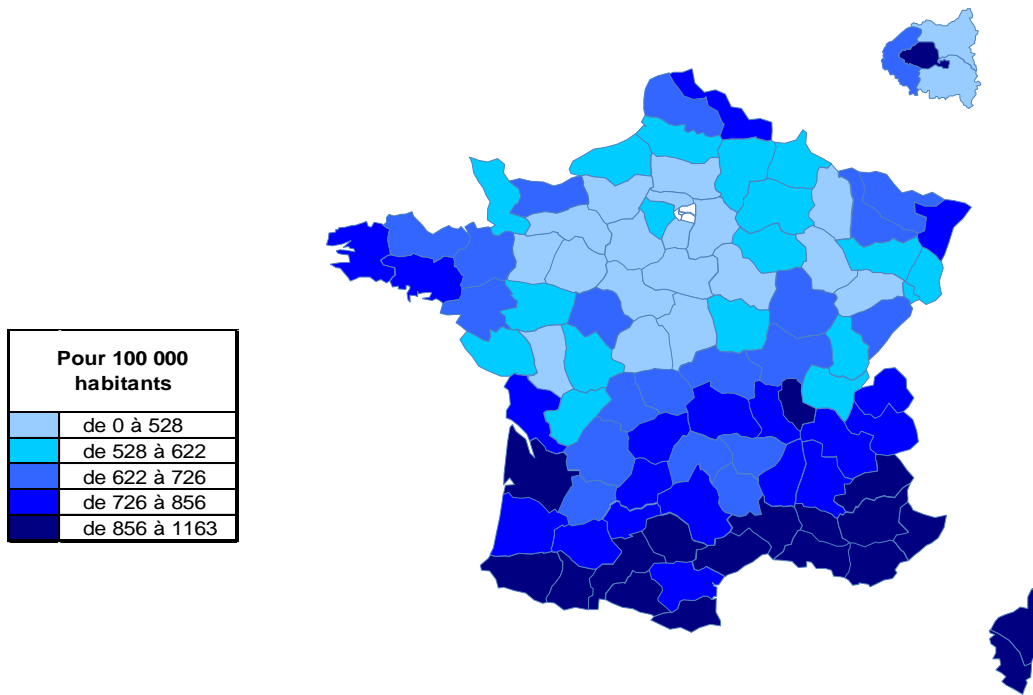 Pour 100 000
habitants
de 0 à 528
de 528 à 622
de 622 à 726
de 726 à 856
de 856 à 1163